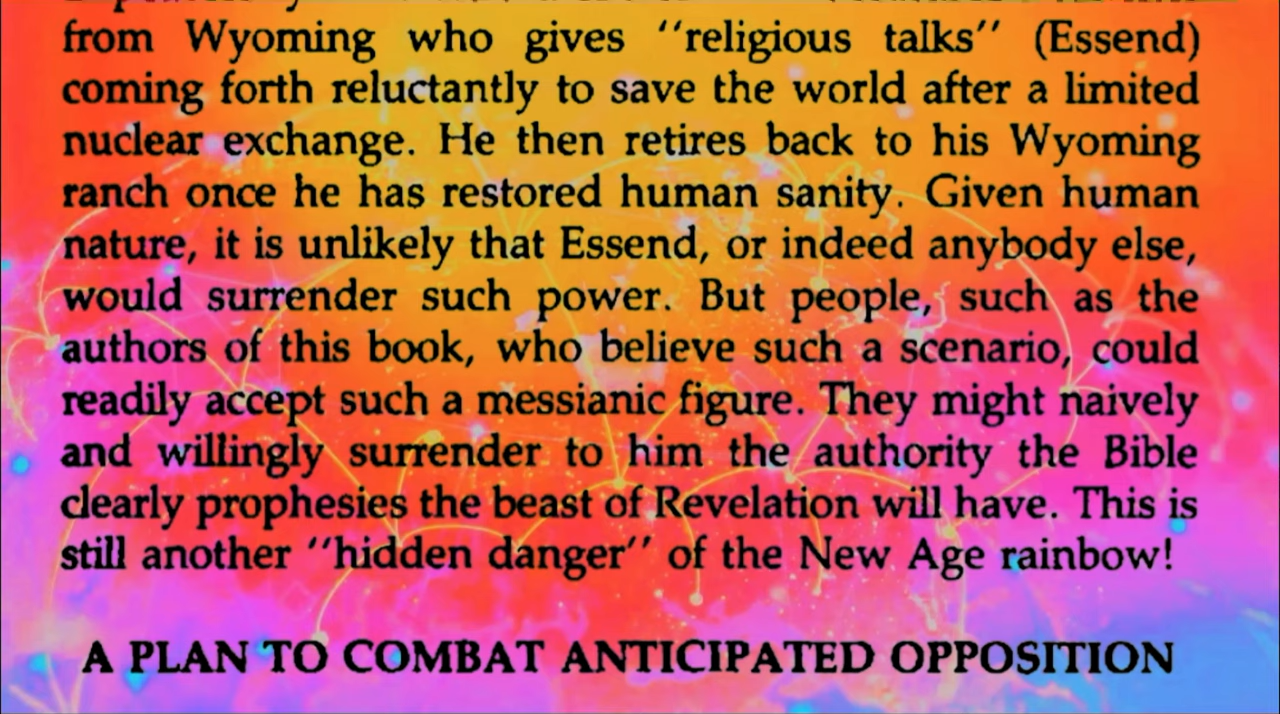 from Wyoming who gives ''religious talks'' (Essend)
coming forth reluctantly to save the world after a limited
nuclear exchange. He then retires back to his Wyoming
ranch once he has restored human sanity. Given human
nature, it is unlikely that Essend, or indeed anybody else,
would surrender such power. But people, such as the
authors of this book, who believe such a scenario, could
readily accept such a messianic figure. They might naively
and willingly surrender to him the authority the Bible
clearly prophesies the beast of Revelation will have. This is
still another ''hidden danger'' of the New Age rainbow!
A PLAN TO COMBAT ANTICIPATED OPPOSITION